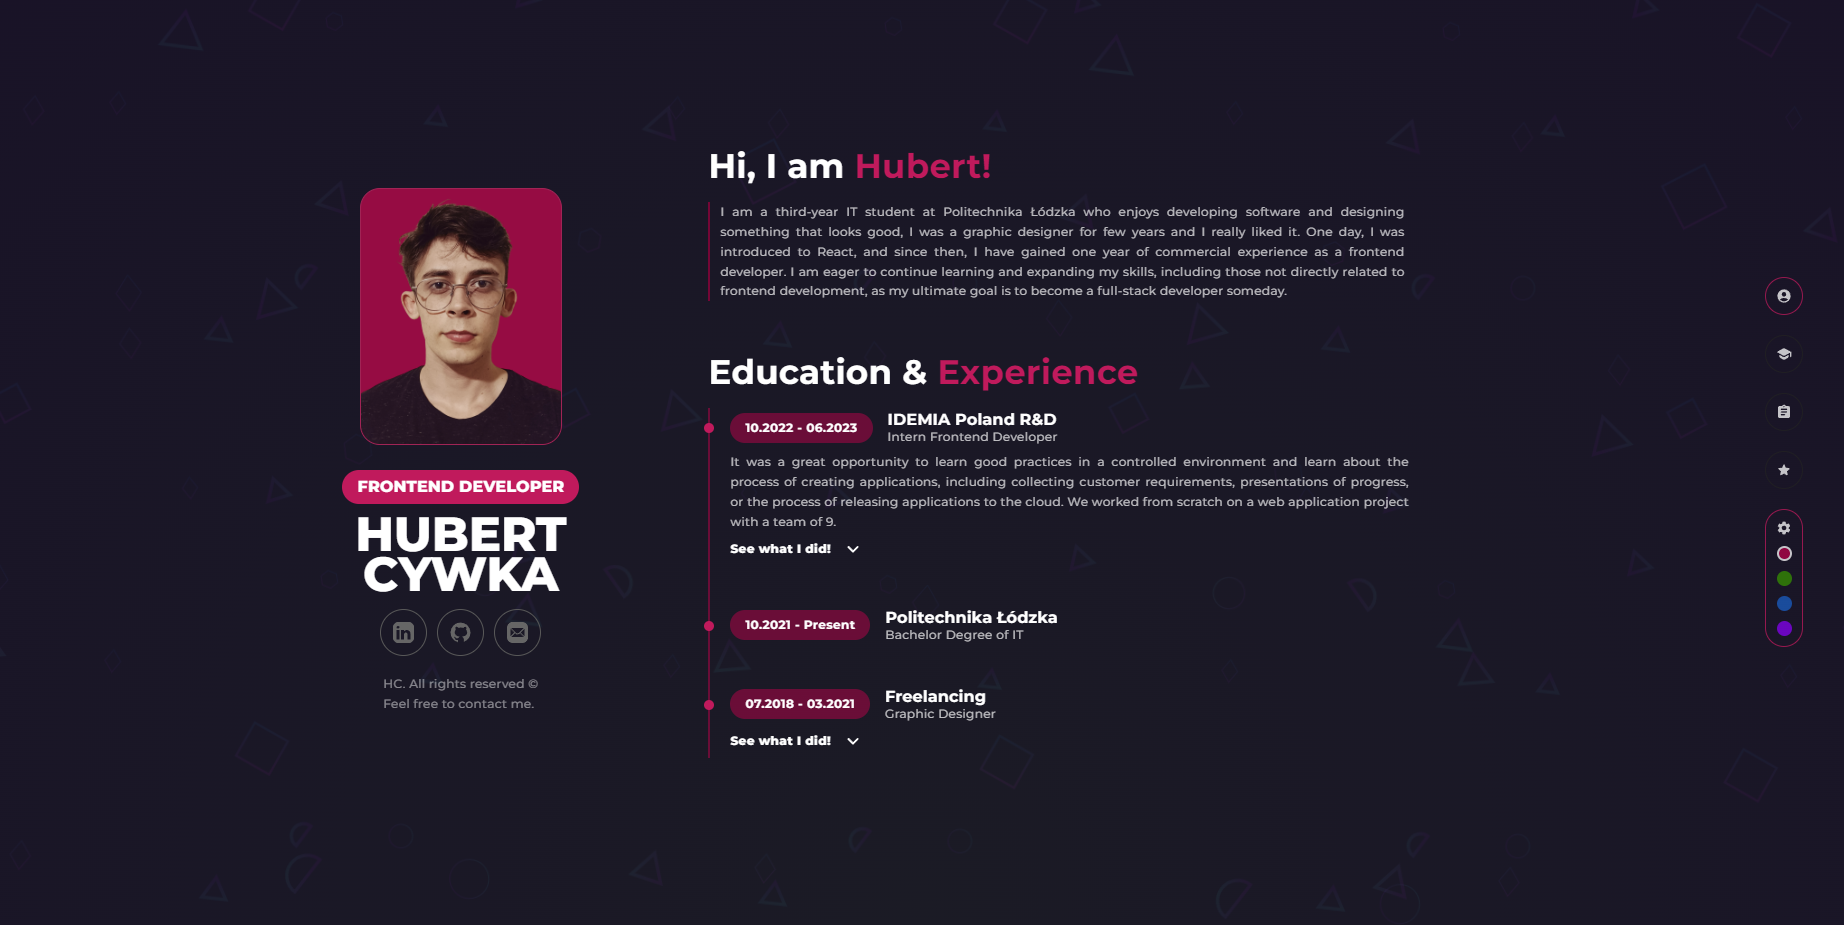 FRONTEND DEVELOPER
HUBERT
CYWKA
HC. All rights reserved ©
Feel free to contact me.
Hi, I am Hubert!
I am a third-year IT student at Politechnika Łódzka who enjoys developing software and designing
something that looks good, I was a graphic designer for few years and I really liked it. One day, I was
introduced to React, and since then, I have gained one year of commercial experience as a frontend
developer. I am eager to continue learning and expanding my skills, including those not directly related to
frontend development, as my ultimate goal is to become a full-stack developer someday.
Education & Experience
10.2022 - 06.2023
IDEMIA Poland R&D
Intern Frontend Developer
It was a great opportunity to learn good practices in a controlled environment and learn about the
process of creating applications, including collecting customer requirements, presentations of progress,
or the process of releasing applications to the cloud. We worked from scratch on a web application project
with a team of 9.
See what I did!
10.2021 - Present
Politechnika Łódzka
Bachelor Degree of IT
07.2018 - 03.2021
Freelancing
Graphic Designer
See what I did!